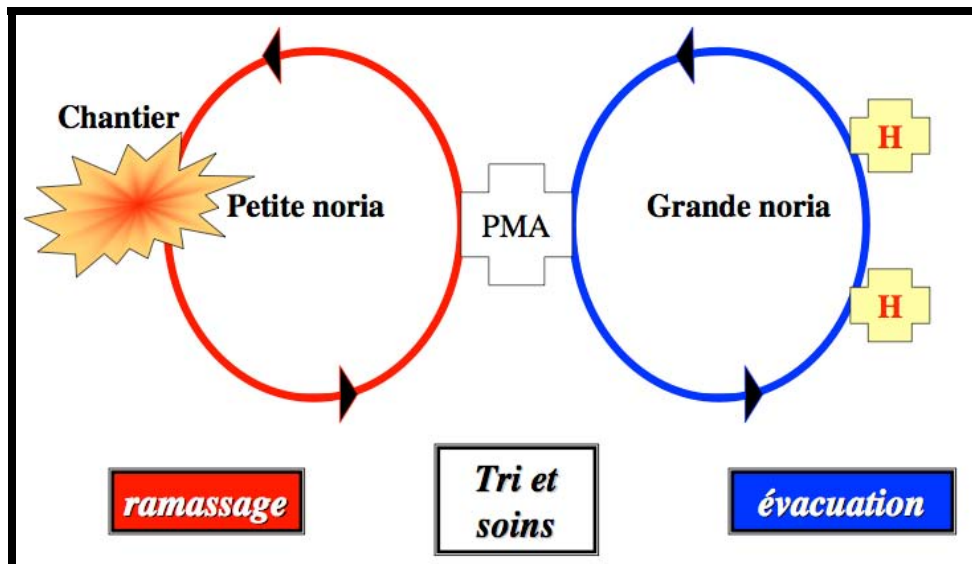 Chantier
H
Petite noria
PMA
Grande noria
H
ramassage
Tri et
soins
évacuation